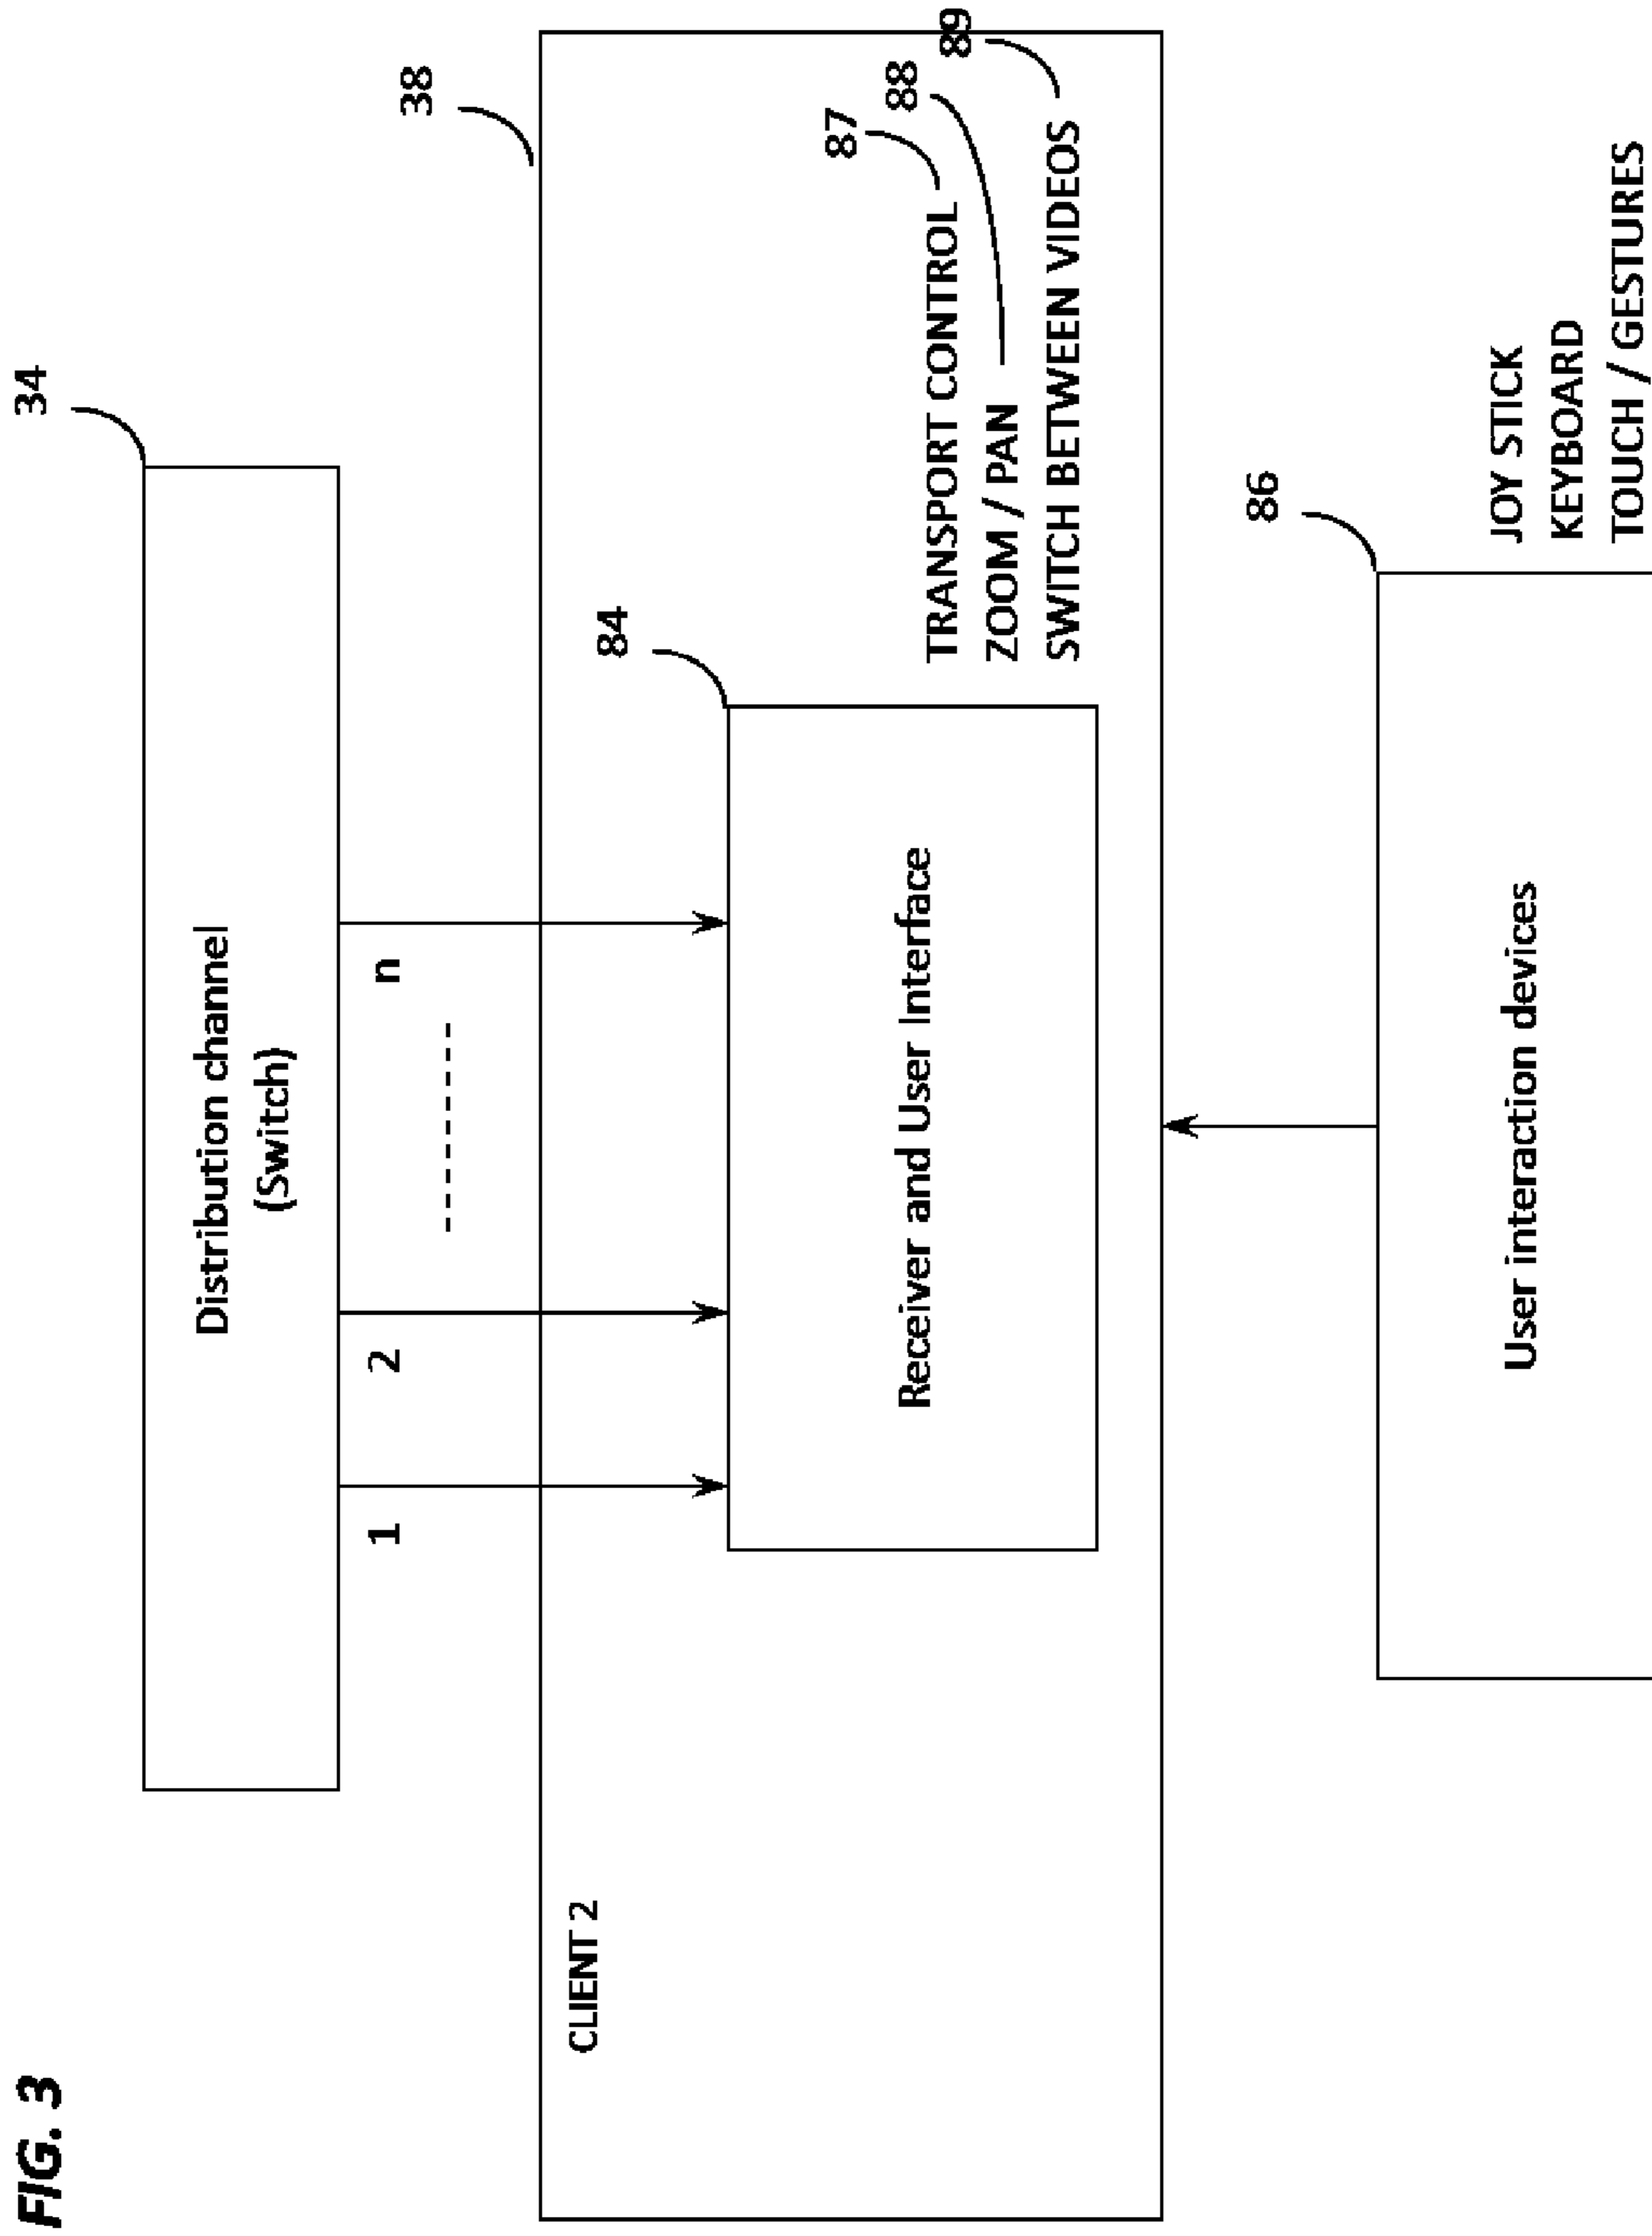 FIG. 3
34
Distribution channel
(Switch)
1
2
n
38
CLIENT 2
84
Receiver and User Interface
87
TRANSPORT CONTROL
88
ZOOM / PAN
89
SWITCH BETWEEN VIDEOS
86
User interaction devices
JOY STICK
KEYBOARD
TOUCH / GESTURES